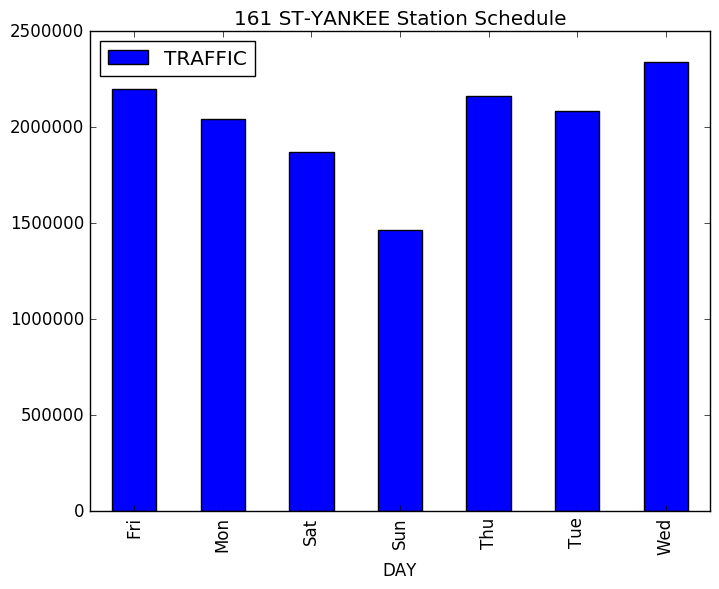 161 ST-YANKEE Station Schedule
TRAFFIC
2500000
2000000
1500000
1000000
500000
0
Fri
Mon
Sat
Sun
Thu
Tue
Wed
DAY